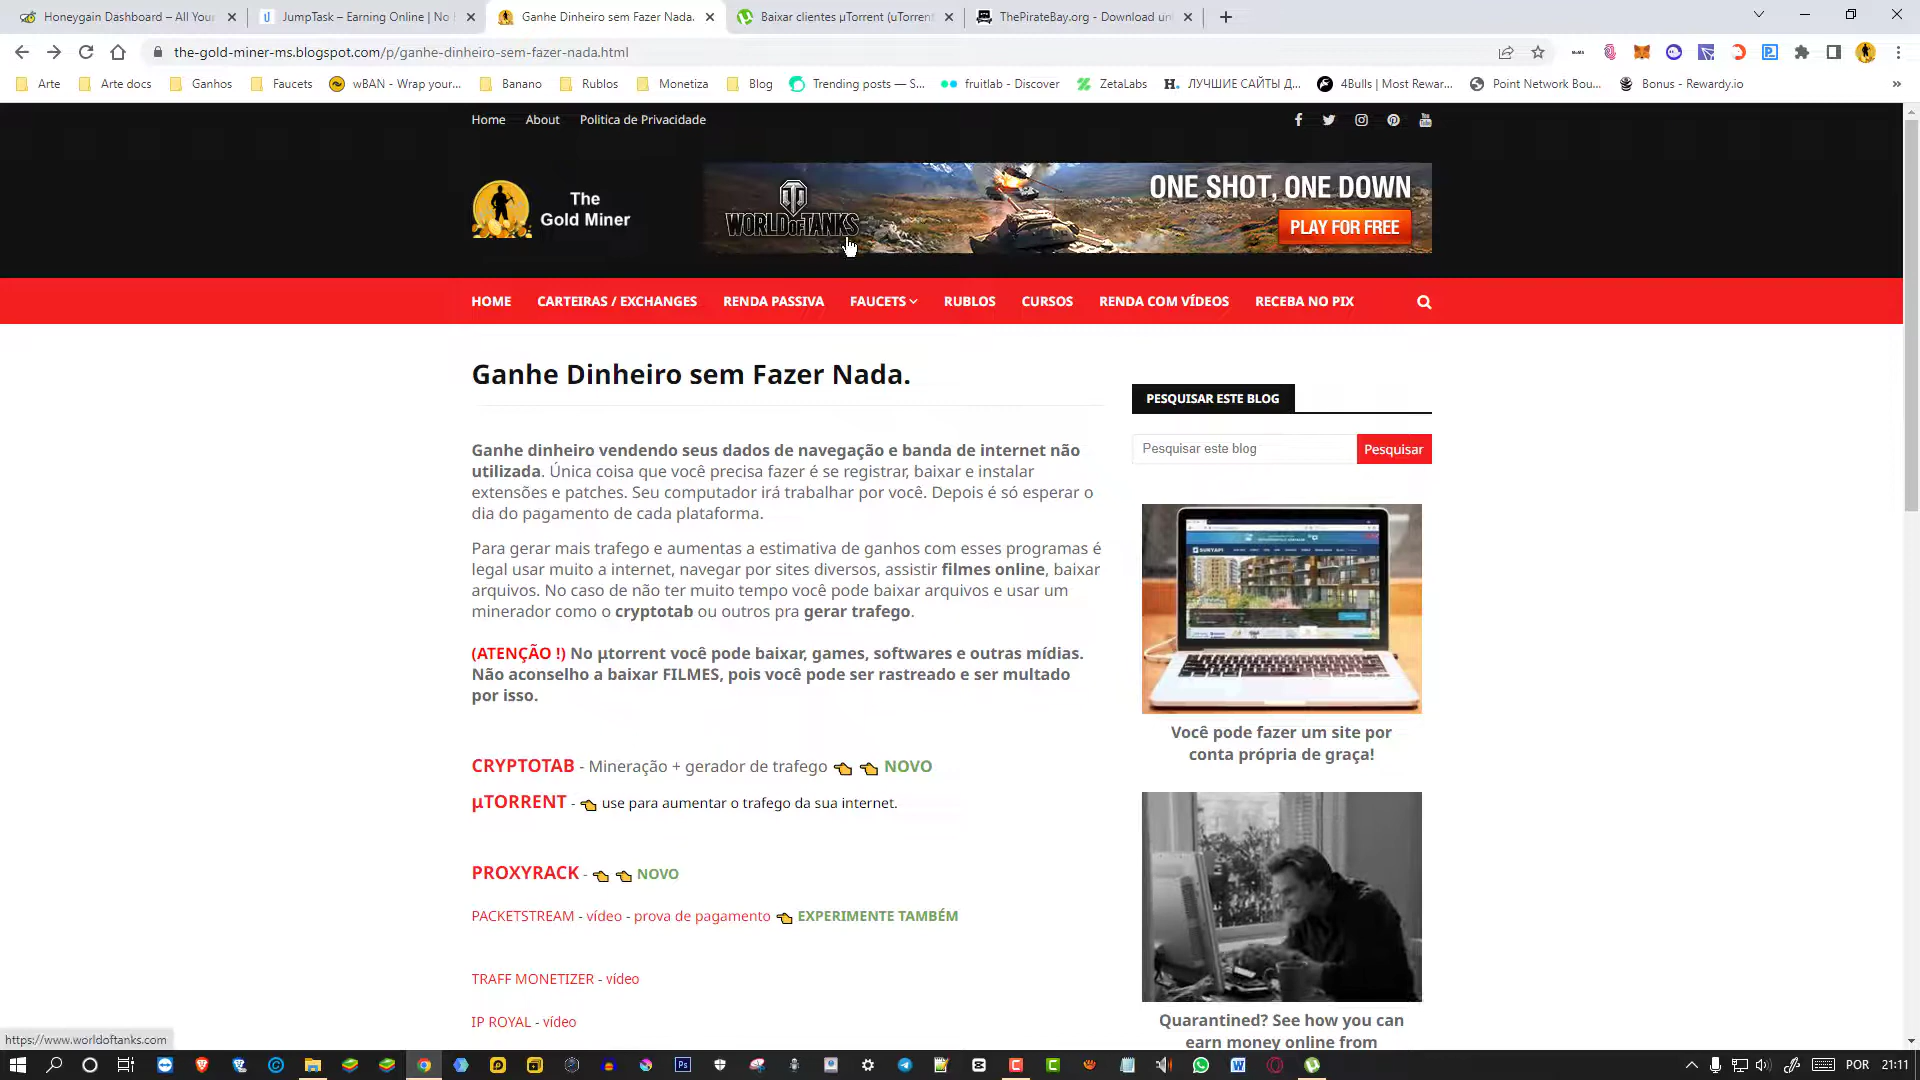 Honeygain Dashboard – All Your
JumpTask – Earning Online | No
Ganhe Dinheiro sem Fazer Nada.
Baixar clientes µTorrent (uTorrent
ThePirateBay.org - Download un
the-gold-miner-ms.blogspot.com/p/ganhe-dinheiro-sem-fazer-nada.html
Arte
Arte docs
Ganhos
Faucets
wBAN - Wrap your...
Banano
Rublos
Monetiza
Blog
Trending posts — S...
fruitlab - Discover
ZetaLabs
H.
ЛУЧШИЕ САЙТЫ Д...
4Bulls | Most Rewar...
Point Network Bou...
Bonus - Rewardy.io
»
Home
About
Politica de Privacidade
The
Gold Miner
WORLD OF TANKS
ONE SHOT, ONE DOWN
PLAY FOR FREE
HOME
CARTEIRAS / EXCHANGES
RENDA PASSIVA
FAUCETS
RUBLOS
CURSOS
RENDA COM VÍDEOS
RECEBA NO PIX
Ganhe Dinheiro sem Fazer Nada.
Ganhe dinheiro vendendo seus dados de navegação e banda de internet não
utilizada. Única coisa que você precisa fazer é se registrar, baixar e instalar
extensões e patches. Seu computador irá trabalhar por você. Depois é só esperar o
dia do pagamento de cada plataforma.
Para gerar mais trafego e aumentas a estimativa de ganhos com esses programas é
legal usar muito a internet, navegar por sites diversos, assistir filmes online, baixar
arquivos. No caso de não ter muito tempo você pode baixar arquivos e usar um
minerador como o cryptotab ou outros pra gerar trafego.
(ATENÇÃO !) No µtorrent você pode baixar, games, softwares e outras mídias.
Não aconselho a baixar FILMES, pois você pode ser rastreado e ser multado
por isso.
CRYPTOTAB - Mineração + gerador de trafego 👈 👈 NOVO
µTORRENT - 👈 use para aumentar o trafego da sua internet.
PROXYRACK - 👈 👈 NOVO
PACKETSTREAM - vídeo - prova de pagamento 👈 EXPERIMENTE TAMBÉM
TRAFF MONETIZER - vídeo
IP ROYAL - vídeo
PESQUISAR ESTE BLOG
Pesquisar este blog
Pesquisar
Você pode fazer um site por
conta própria de graça!
Quarantined? See how you can
earn money online from
https://www.worldoftanks.com
POR
21:11